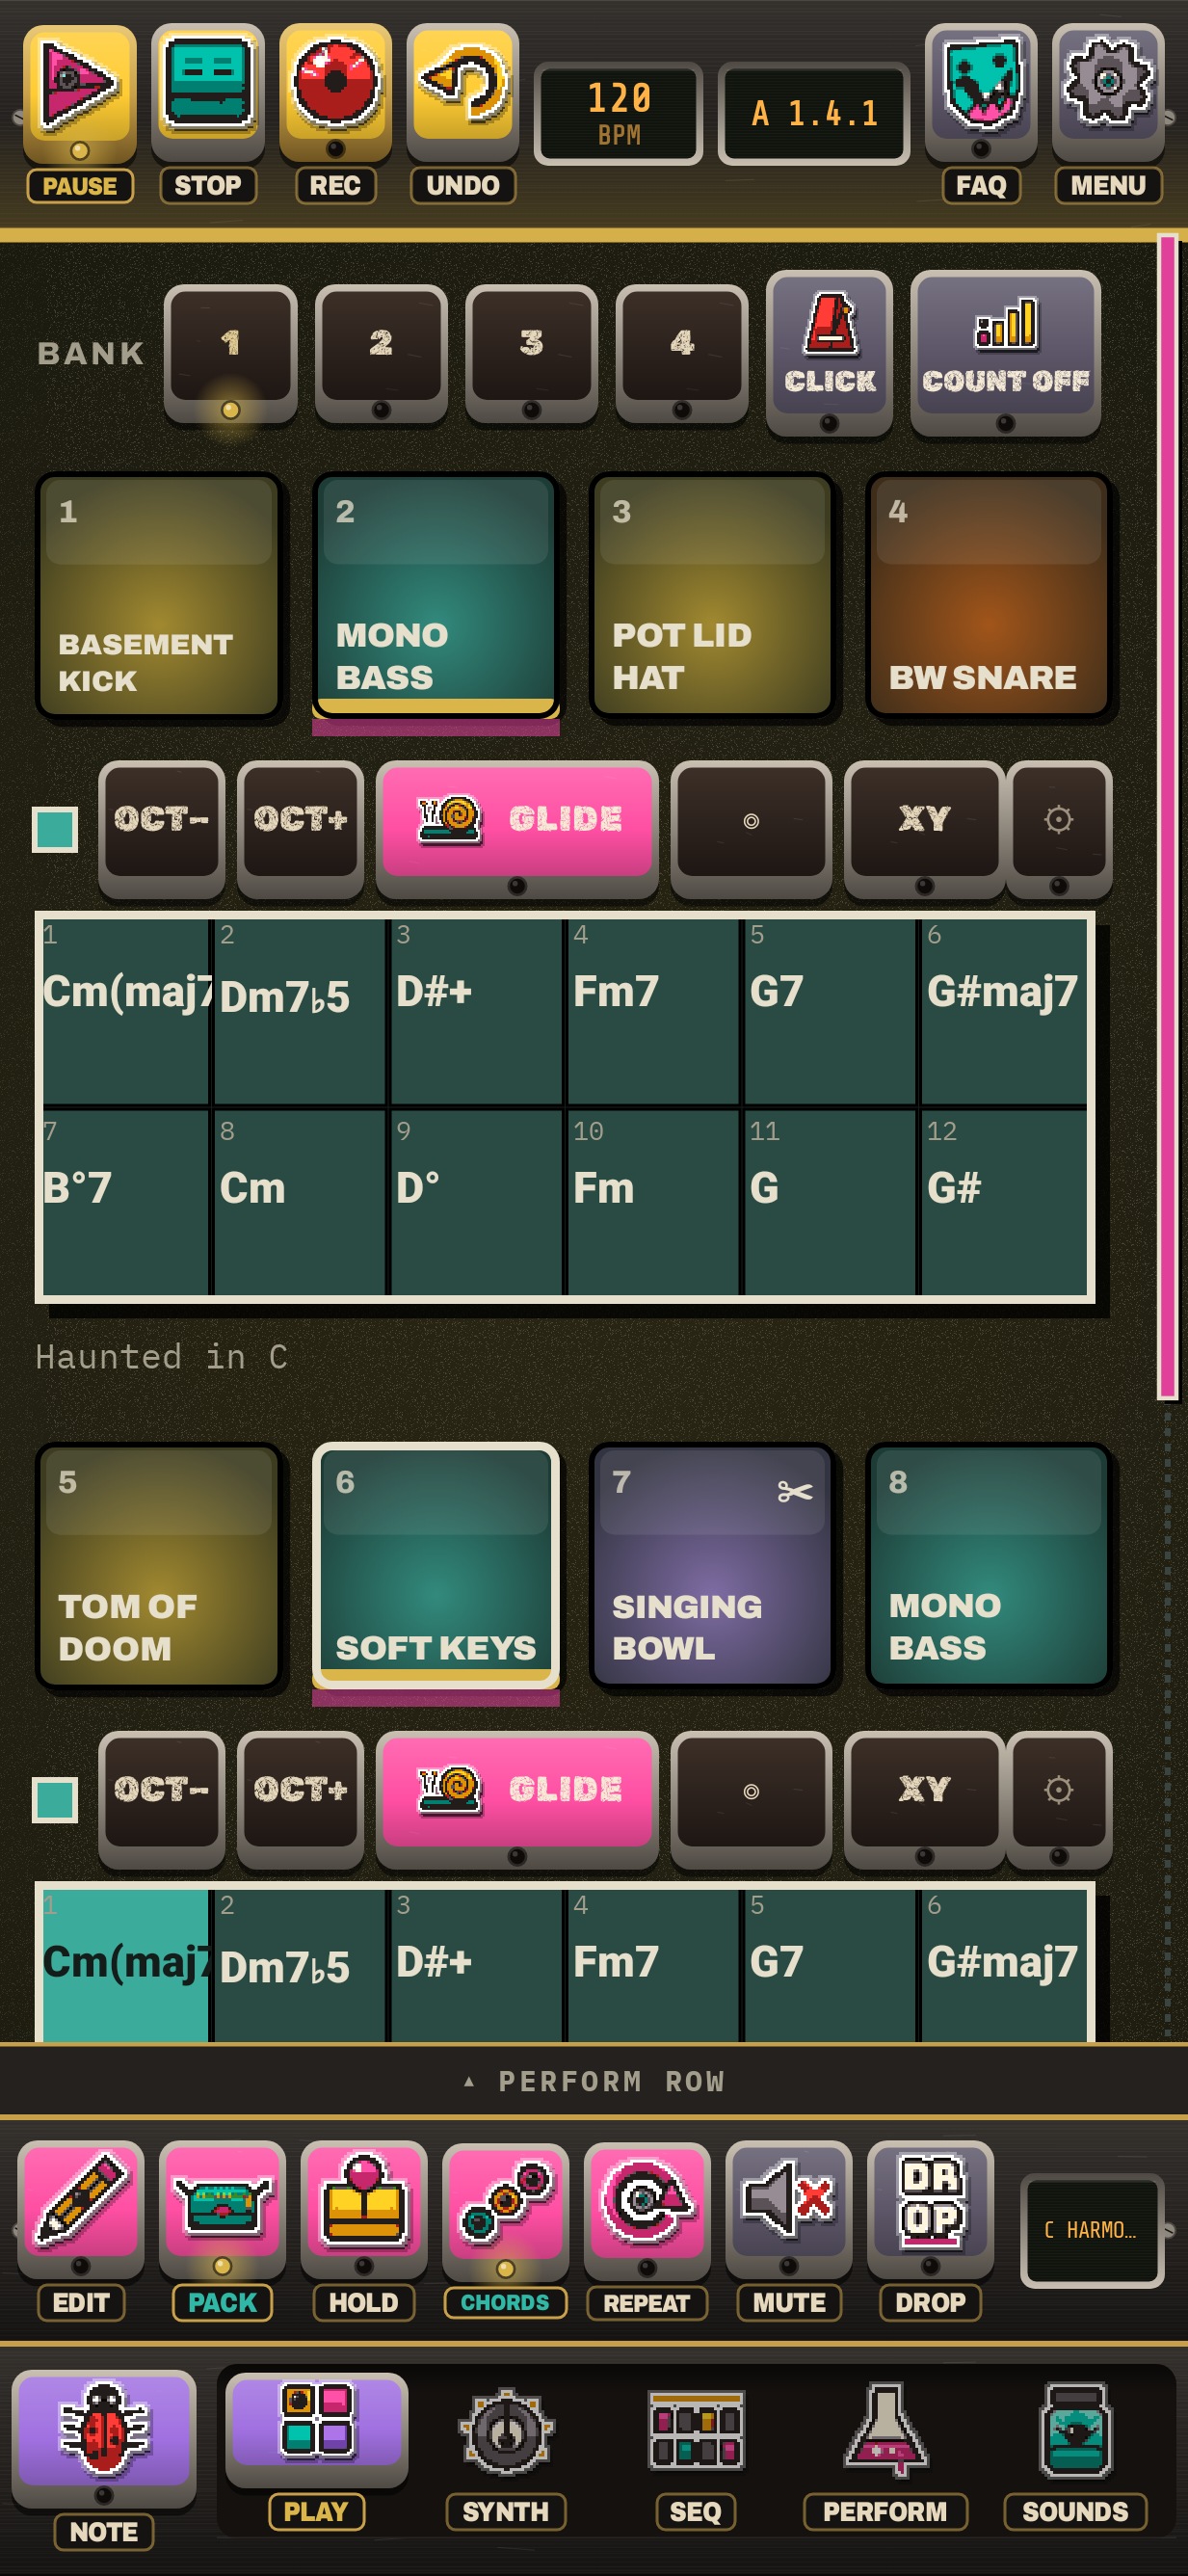 120
BPM
A 1.4.1
PAUSE
STOP
REC
UNDO
FAQ
MENU
BANK
1
2
3
4
CLICK
COUNT OFF
1
BASEMENT
KICK
2
MONO
BASS
3
POT LID
HAT
4
BW SNARE
OCT-
OCT+
GLIDE
XY
1
Cm(maj7
2
Dm7♭5
3
D#+
4
Fm7
5
G7
6
G#maj7
7
B°7
8
Cm
9
D°
10
Fm
11
G
12
G#
Haunted in C
5
TOM OF
DOOM
6
SOFT KEYS
7
SINGING
BOWL
8
MONO
BASS
OCT-
OCT+
GLIDE
XY
1
Cm(maj7
2
Dm7♭5
3
D#+
4
Fm7
5
G7
6
G#maj7
▲ PERFORM ROW
DR
OP
C HARMO…
EDIT
PACK
HOLD
CHORDS
REPEAT
MUTE
DROP
NOTE
PLAY
SYNTH
SEQ
PERFORM
SOUNDS